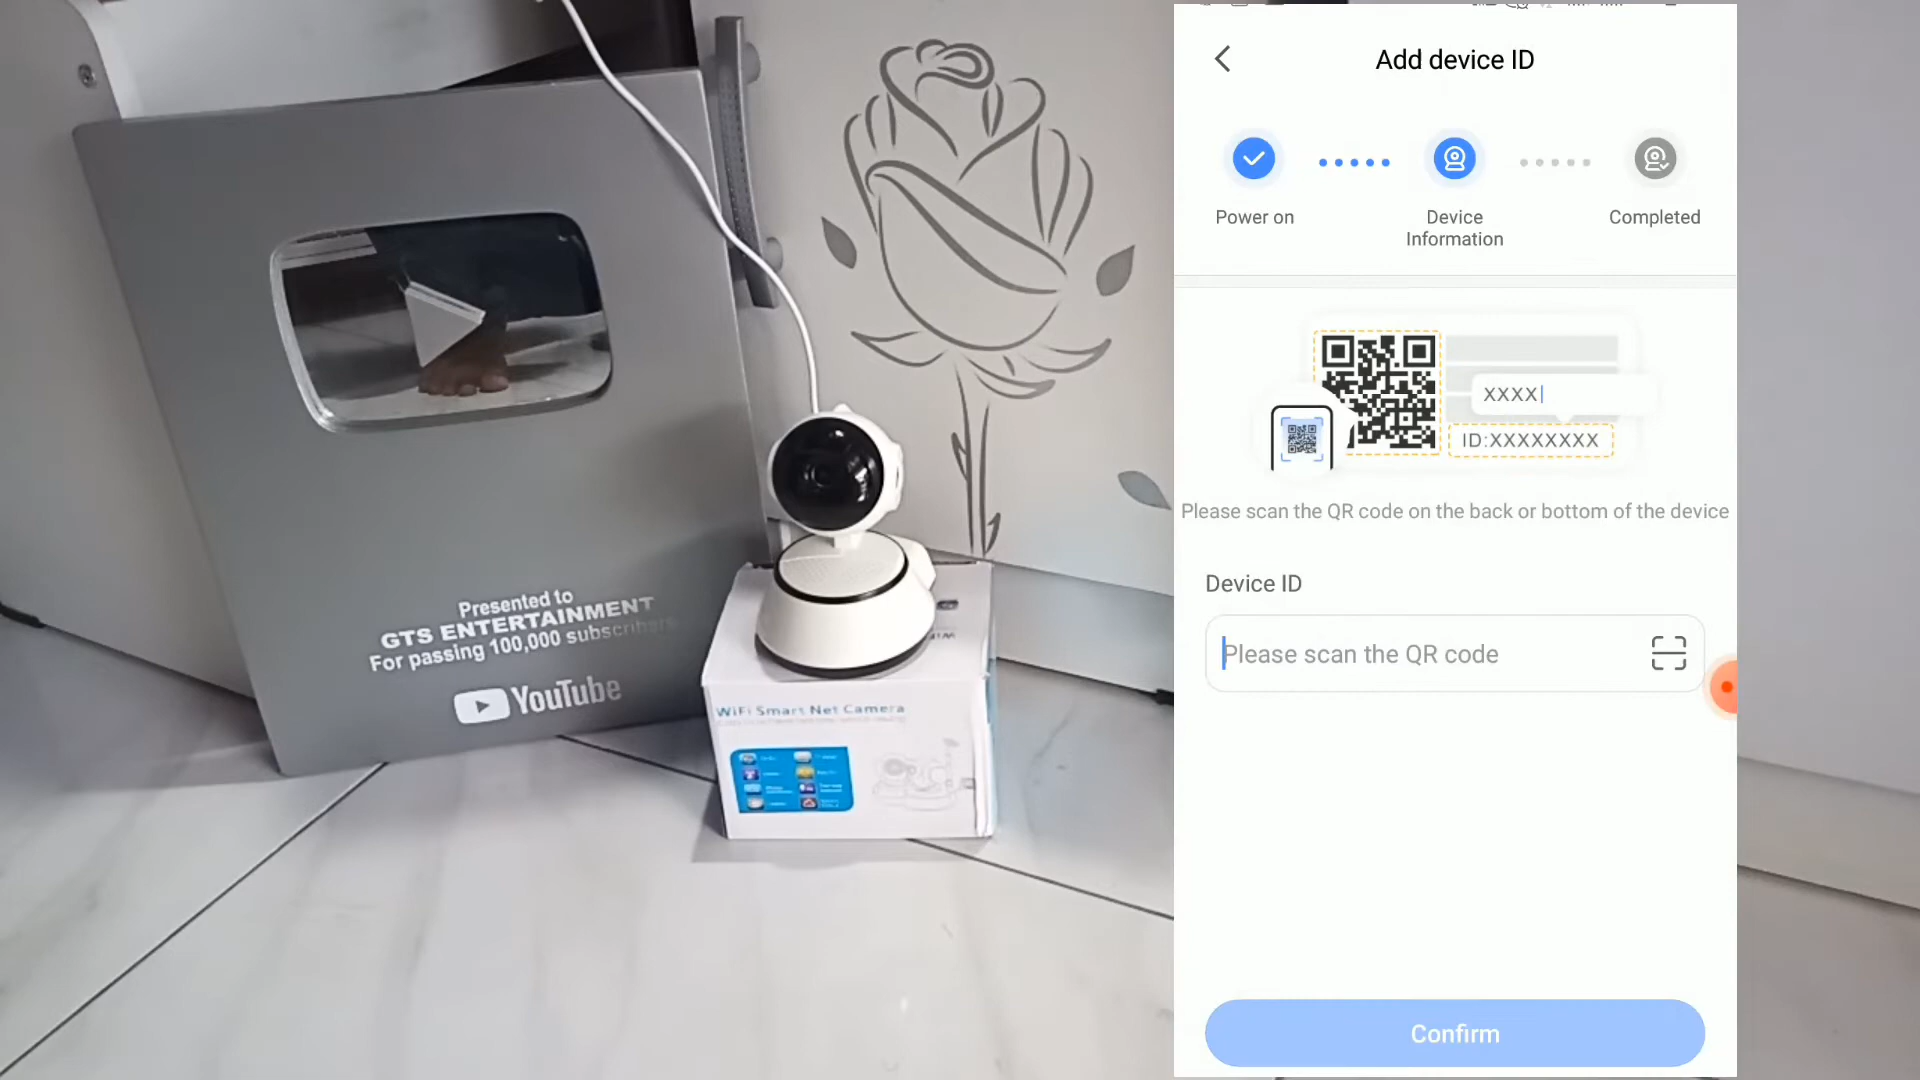 Presented to
GTS ENTERTAINMENT
For passing 100,000 subscribers
YouTube
WiFi Smart Net Camera
Add device ID
Power on
Device
Information
Completed
XXXX
ID:XXXXXXXX
Please scan the QR code on the back or bottom of the device
Device ID
Please scan the QR code
Confirm